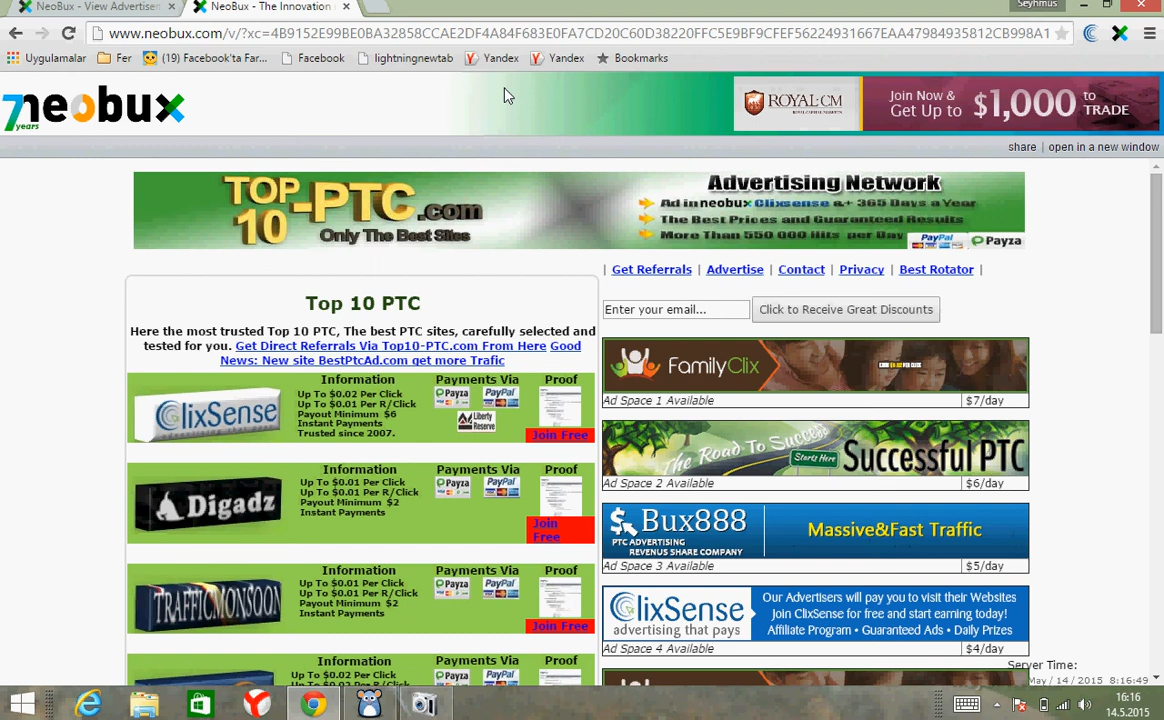 NeoBux - View Advertisen
NeoBux - The Innovation
Seyhmus
www.neobux.com/v/?xc=4B9152E99BE0BA32858CCAE2DF4A84F683E0FA7CD20C60D38220FFC5E9BF9CFEF56224931667EAA47984935812CB998A1
Uygulamalar
Fer
(19) Facebook'ta Far...
Facebook
lightningnewtab
Yandex
Yandex
Bookmarks
7 years
neobux
ROYAL CM
Join Now &
Get Up to
$1,000 to
TRADE
share | open in a new window
TOP 10-PTC.com
Only The Best Sites
Advertising Network
Ad in neobux Clixsense a.+ 365 Days a Year
The Best Prices and Guaranteed Results
More Than 550 000 Hits per Day
PayPal
Payza
| Get Referrals | Advertise | Contact | Privacy | Best Rotator |
Enter your email...
Click to Receive Great Discounts
Top 10 PTC
Here the most trusted Top 10 PTC, The best PTC sites, carefully selected and
tested for you. Get Direct Referrals Via Top10-PTC.com From Here Good
News: New site BestPtcAd.com get more Trafic
ClixSense
Information
Up To $0.02 Per Click
Up To $0.01 Per R/Click
Payout Minimum $6
Instant Payments
Trusted since 2007.
Payments Via
Payza
PayPal
Liberty
Reserve
Proof
Join Free
Digadz
Information
Up To $0.01 Per Click
Up To $0.01 Per R/Click
Payout Minimum $2
Instant Payments
Payments Via
Payza
PayPal
Proof
Join
Free
TRAFFICMONSOON
Information
Up To $0.01 Per Click
Up To $0.01 Per R/Click
Payout Minimum $2
Instant Payments
Payments Via
Payza
PayPal
Proof
Join Free
Information
Up To $0.02 Per Click
Payments Via
Payza
PayPal
Proof
FamilyClix
Ad Space 1 Available
$7/day
The Road To Success
Starts Here
Successful PTC
Ad Space 2 Available
$6/day
$ Bux888
PTC ADVERTISING
REVENUS SHARE COMPANY
Massive&Fast Traffic
Ad Space 3 Available
$5/day
ClixSense
advertising that pays
Our Advertisers will pay you to visit their Websites
Join ClixSense for free and start earning today!
Affiliate Program • Guaranteed Ads • Daily Prizes
Ad Space 4 Available
$4/day
Server Time:
May / 14 / 2015 8:16:49
16:16
14.5.2015